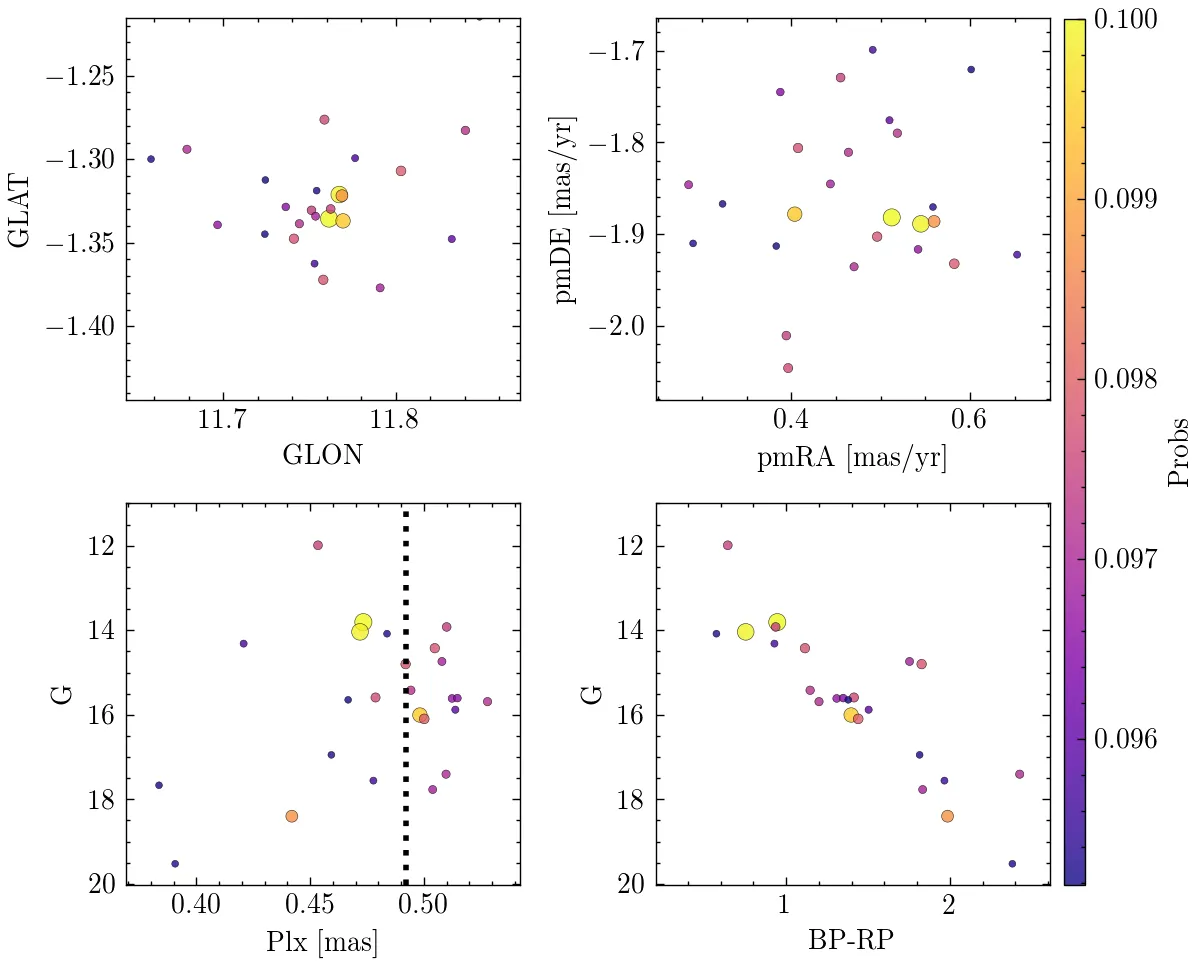 −1.25
−1.30
−1.35
−1.40
GLAT
11.7 11.8
GLON
−1.7
−1.8
−1.9
−2.0
pmDE [mas/yr]
0.4 0.6
pmRA [mas/yr]
12
14
16
18
20
G
0.40 0.45 0.50
Plx [mas]
12
14
16
18
20
G
1 2
BP-RP
0.100
0.099
0.098
0.097
0.096
Probs